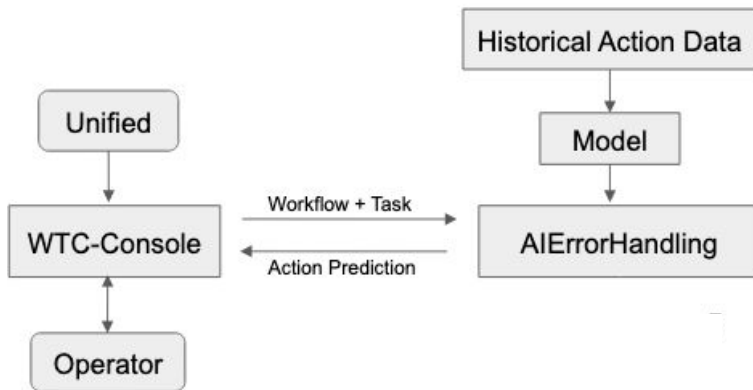 Historical Action Data
Unified
Model
Workflow + Task
WTC-Console
AIErrorHandling
Action Prediction
Operator